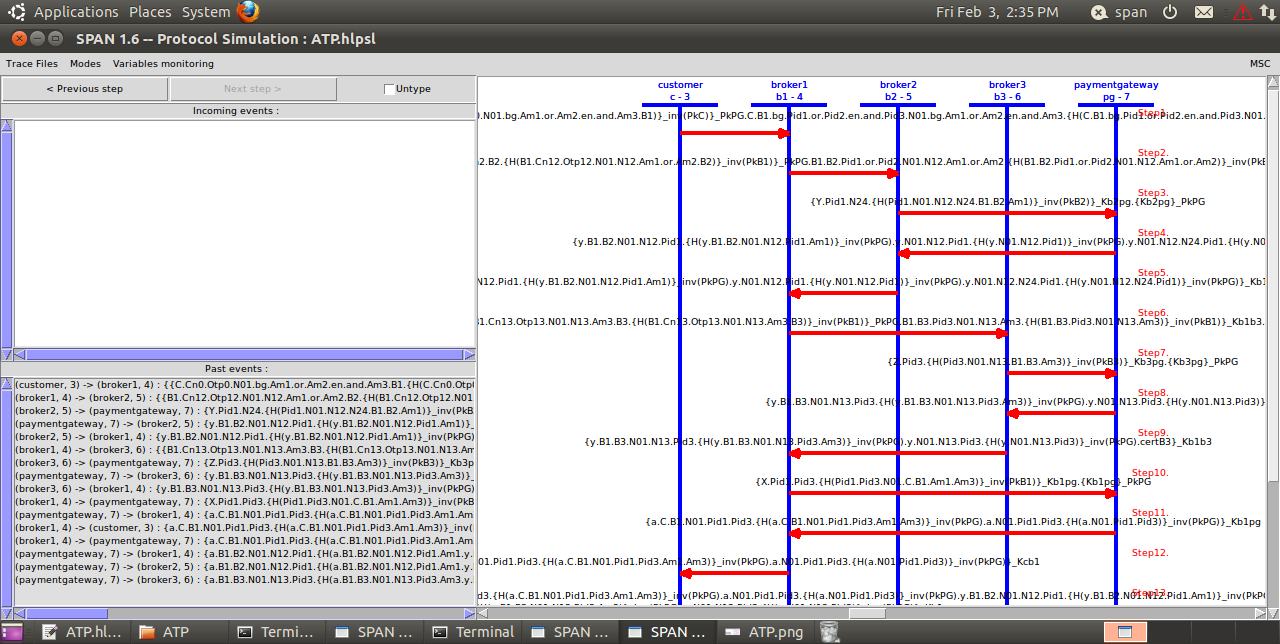 Applications Places System Fri Feb 3, 2:35 PM span
SPAN 1.6 -- Protocol Simulation : ATP.hlpsl
Trace Files Modes Variables monitoring MSC
< Previous step Next step > Untype
Incoming events :
Past events :
(customer, 3) -> (broker1, 4) : {{C.Cn0.Otp0.N01.bg.Am1.or.Am2.en.and.Am3.B1.{H(C.Cn0.Otp0
(broker1, 4) -> (broker2, 5) : {{B1.Cn12.Otp12.N01.N12.Am1.or.Am2.B2.{H(B1.Cn12.Otp12.N01
(broker2, 5) -> (paymentgateway, 7) : {Y.Pid1.N24.{H(Pid1.N01.N12.N24.B1.B2.Am1)}_inv(PkB
(paymentgateway, 7) -> (broker2, 5) : {y.B1.B2.N01.N12.Pid1.{H(y.B1.B2.N01.N12.Pid1.Am1)}_
(broker2, 5) -> (broker1, 4) : {y.B1.B2.N01.N12.Pid1.{H(y.B1.B2.N01.N12.Pid1.Am1)}_inv(PkPG)
(broker1, 4) -> (broker3, 6) : {{B1.Cn13.Otp13.N01.N13.Am3.B3.{H(B1.Cn13.Otp13.N01.N13.Am
(broker3, 6) -> (paymentgateway, 7) : {Z.Pid3.{H(Pid3.N01.N13.B1.B3.Am3)}_inv(PkB3)}_Kb3p
(paymentgateway, 7) -> (broker3, 6) : {y.B1.B3.N01.N13.Pid3.{H(y.B1.B3.N01.N13.Pid3.Am3)}_
(broker3, 6) -> (broker1, 4) : {y.B1.B3.N01.N13.Pid3.{H(y.B1.B3.N01.N13.Pid3.Am3)}_inv(PkPG)
(broker1, 4) -> (paymentgateway, 7) : {X.Pid1.Pid3.{H(Pid1.Pid3.N01.C.B1.Am1.Am3)}_inv(PkB
(paymentgateway, 7) -> (broker1, 4) : {a.C.B1.N01.Pid1.Pid3.{H(a.C.B1.N01.Pid1.Pid3.Am1.Am
(broker1, 4) -> (customer, 3) : {a.C.B1.N01.Pid1.Pid3.{H(a.C.B1.N01.Pid1.Pid3.Am1.Am3)}_inv(
(paymentgateway, 7) -> (broker1, 4) : {a.C.B1.N01.Pid1.Pid3.{H(a.C.B1.N01.Pid1.Pid3.Am1.Am
(paymentgateway, 7) -> (broker1, 4) : {a.B1.B2.N01.N12.Pid1.{H(a.B1.B2.N01.N12.Pid1.Am1.y.
(paymentgateway, 7) -> (broker2, 5) : {a.B1.B2.N01.N12.Pid1.{H(a.B1.B2.N01.N12.Pid1.Am1.y.
(paymentgateway, 7) -> (broker3, 6) : {a.B1.B3.N01.N13.Pid3.{H(a.B1.B3.N01.N13.Pid3.Am3.y.
customer broker1 broker2 broker3 paymentgateway
c - 3 b1 - 4 b2 - 5 b3 - 6 pg - 7
Step1.
).N01.bg.Am1.or.Am2.en.and.Am3.B1)}_inv(PkC)}_PkPG.C.B1.bg.Pid1.or.Pid2.en.and.Pid3.N01.bg.Am1.or.Am2.en.and.Am3.{H(C.B1.bg.Pid1.or.Pid2.en.and.Pid3.N01.
Step2.
m2.B2.{H(B1.Cn12.Otp12.N01.N12.Am1.or.Am2.B2)}_inv(PkB1)}_PkPG.B1.B2.Pid1.or.Pid2.N01.N12.Am1.or.Am2.{H(B1.B2.Pid1.or.Pid2.N01.N12.Am1.or.Am2)}_inv(PkB
Step3.
{Y.Pid1.N24.{H(Pid1.N01.N12.N24.B1.B2.Am1)}_inv(PkB2)}_Kb2pg.{Kb2pg}_PkPG
Step4.
{y.B1.B2.N01.N12.Pid1.{H(y.B1.B2.N01.N12.Pid1.Am1)}_inv(PkPG).y.N01.N12.Pid1.{H(y.N01.N12.Pid1)}_inv(PkPG).y.N01.N12.N24.Pid1.{H(y.N0
Step5.
N12.Pid1.{H(y.B1.B2.N01.N12.Pid1.Am1)}_inv(PkPG).y.N01.N12.Pid1.{H(y.N01.N12.Pid1)}_inv(PkPG).y.N01.N12.N24.Pid1.{H(y.N01.N12.N24.Pid1)}_inv(PkPG)}_Kb1
Step6.
1.Cn13.Otp13.N01.N13.Am3.B3.{H(B1.Cn13.Otp13.N01.N13.Am3.B3)}_inv(PkB1)}_PkPG.B1.B3.Pid3.N01.N13.Am3.{H(B1.B3.Pid3.N01.N13.Am3)}_inv(PkB1)}_Kb1b3.
Step7.
{Z.Pid3.{H(Pid3.N01.N13.B1.B3.Am3)}_inv(PkB3)}_Kb3pg.{Kb3pg}_PkPG
Step8.
{y.B1.B3.N01.N13.Pid3.{H(y.B1.B3.N01.N13.Pid3.Am3)}_inv(PkPG).y.N01.N13.Pid3.{H(y.N01.N13.Pid3)}
Step9.
{y.B1.B3.N01.N13.Pid3.{H(y.B1.B3.N01.N13.Pid3.Am3)}_inv(PkPG).y.N01.N13.Pid3.{H(y.N01.N13.Pid3)}_inv(PkPG).certB3}_Kb1b3
Step10.
{X.Pid1.Pid3.{H(Pid1.Pid3.N01.C.B1.Am1.Am3)}_inv(PkB1)}_Kb1pg.{Kb1pg}_PkPG
Step11.
{a.C.B1.N01.Pid1.Pid3.{H(a.C.B1.N01.Pid1.Pid3.Am1.Am3)}_inv(PkPG).a.N01.Pid1.Pid3.{H(a.N01.Pid1.Pid3)}_inv(PkPG)}_Kb1pg
Step12.
N01.Pid1.Pid3.{H(a.C.B1.N01.Pid1.Pid3.Am1.Am3)}_inv(PkPG).a.N01.Pid1.Pid3.{H(a.N01.Pid1.Pid3)}_inv(PkPG)}_Kcb1
Step13.
id3.{H(a.C.B1.N01.Pid1.Pid3.Am1.Am3)}_inv(PkPG).a.N01.Pid1.Pid3.{H(a.N01.Pid1.Pid3)}_inv(PkPG).y.B1.B2.N01.N12.Pid1.{H(y.B1.B2.N01.N12.Pid1.Am1)}
ATP.hl... ATP Termi... SPAN ... Terminal SPAN ... SPAN ... ATP.png